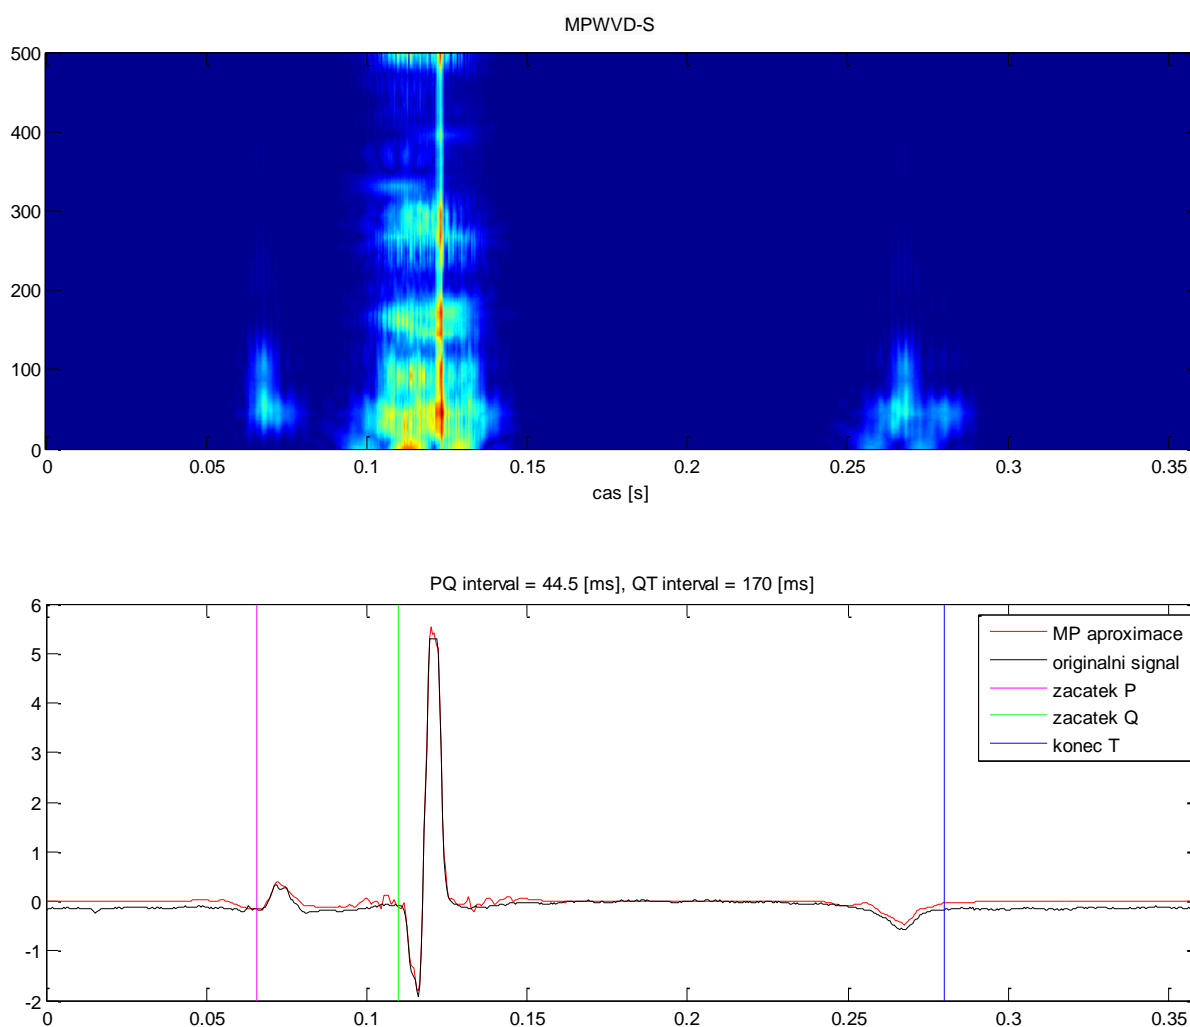 MPWVD-S
500
400
300
200
100
0
0 0.05 0.1 0.15 0.2 0.25 0.3 0.35
cas [s]
PQ interval = 44.5 [ms], QT interval = 170 [ms]
6
5
4
3
2
1
0
-1
-2
MP aproximace
originalni signal
zacatek P
zacatek Q
konec T
0 0.05 0.1 0.15 0.2 0.25 0.3 0.35